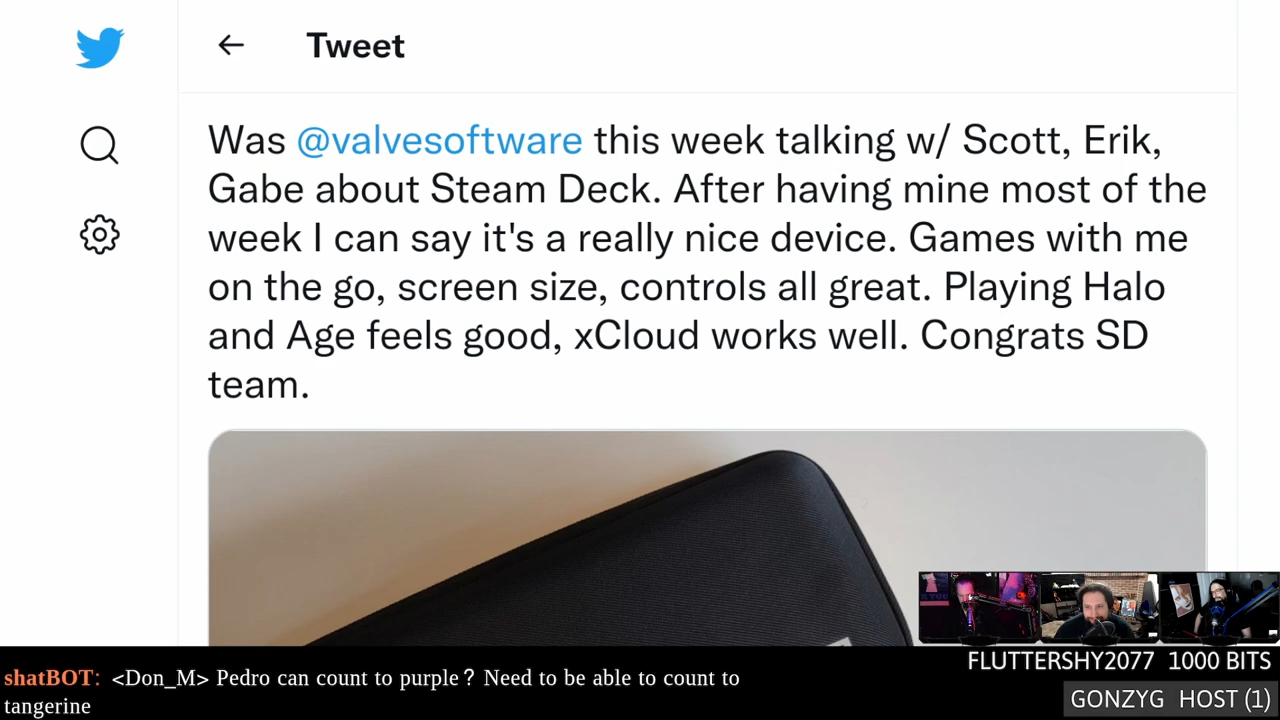 Tweet
Was @valvesoftware this week talking w/ Scott, Erik,
Gabe about Steam Deck. After having mine most of the
week I can say it's a really nice device. Games with me
on the go, screen size, controls all great. Playing Halo
and Age feels good, xCloud works well. Congrats SD
team.
FLUTTERSHY2077 1000 BITS
shatBOT: <Don_M> Pedro can count to purple? Need to be able to count to
tangerine
GONZYG HOST (1)